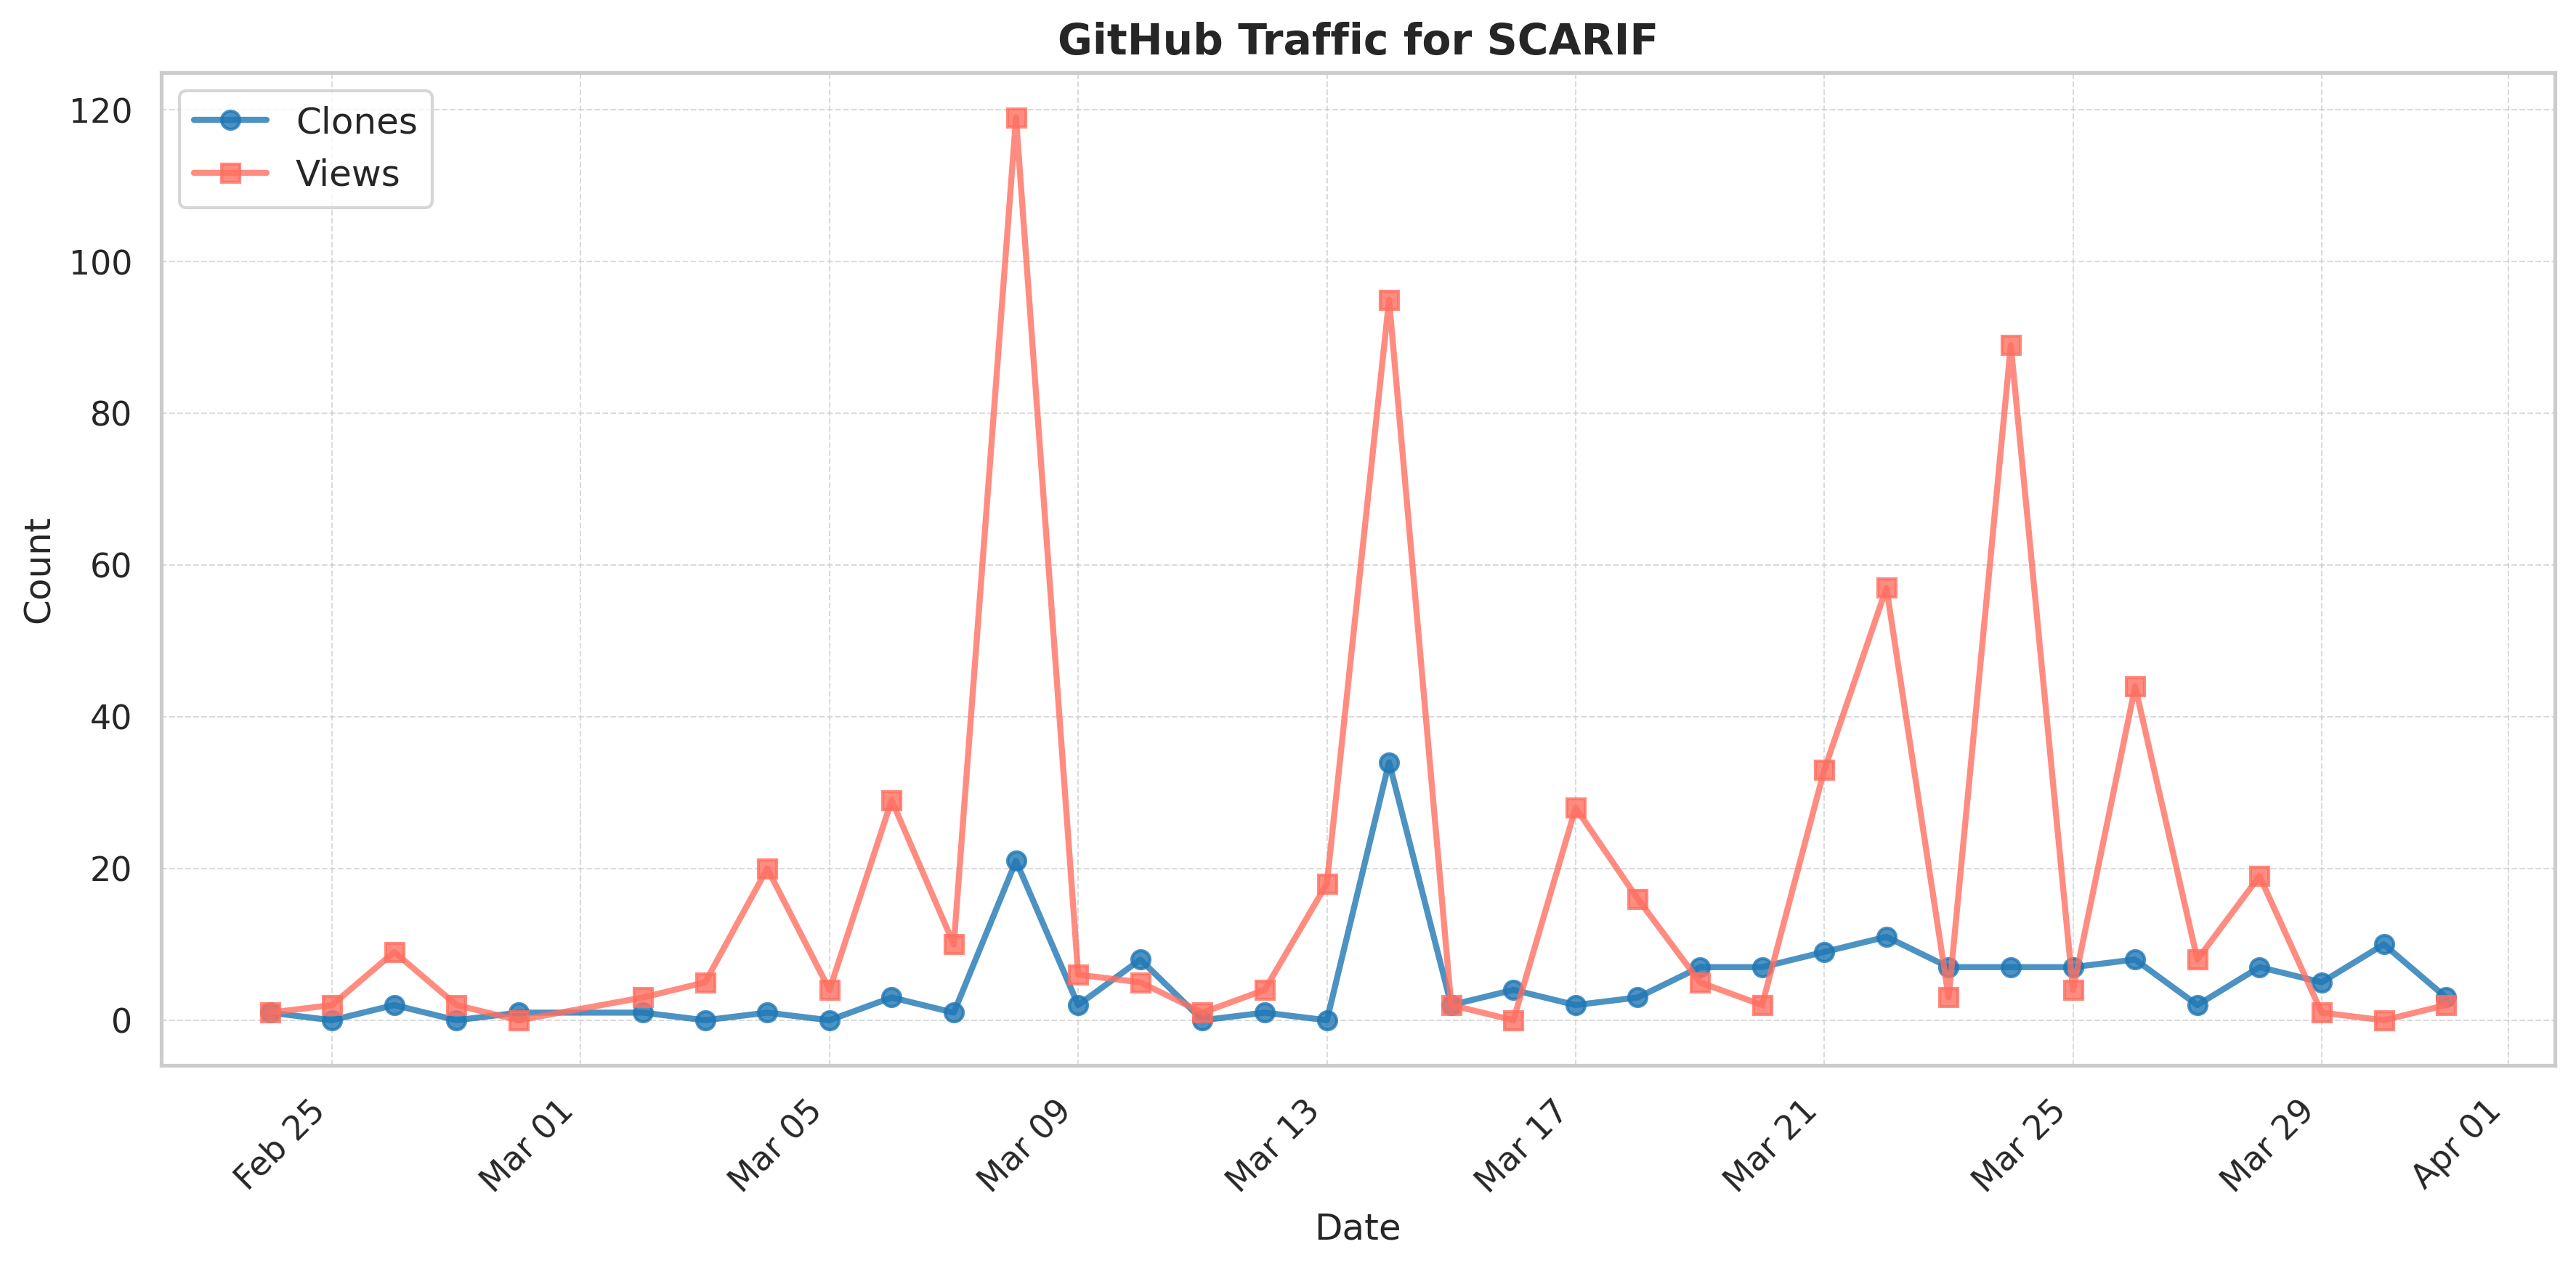 GitHub Traffic for SCARIF
Clones
Views
120
100
80
60
40
20
0
Count
Feb 25
Mar 01
Mar 05
Mar 09
Mar 13
Mar 17
Mar 21
Mar 25
Mar 29
Apr 01
Date